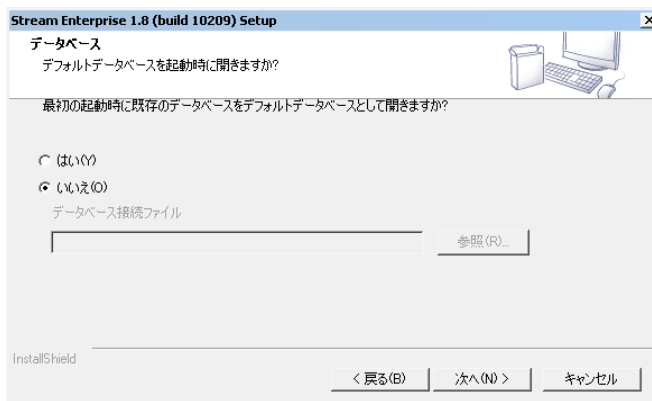 Stream Enterprise 1.8 (build 10209) Setup
データベース
デフォルトデータベースを起動時に開きますか?
最初の起動時に既存のデータベースをデフォルトデータベースとして開きますか?
はい(Y)
いいえ(O)
データベース接続ファイル
参照(R)...
InstallShield
< 戻る(B)
次へ(N) >
キャンセル